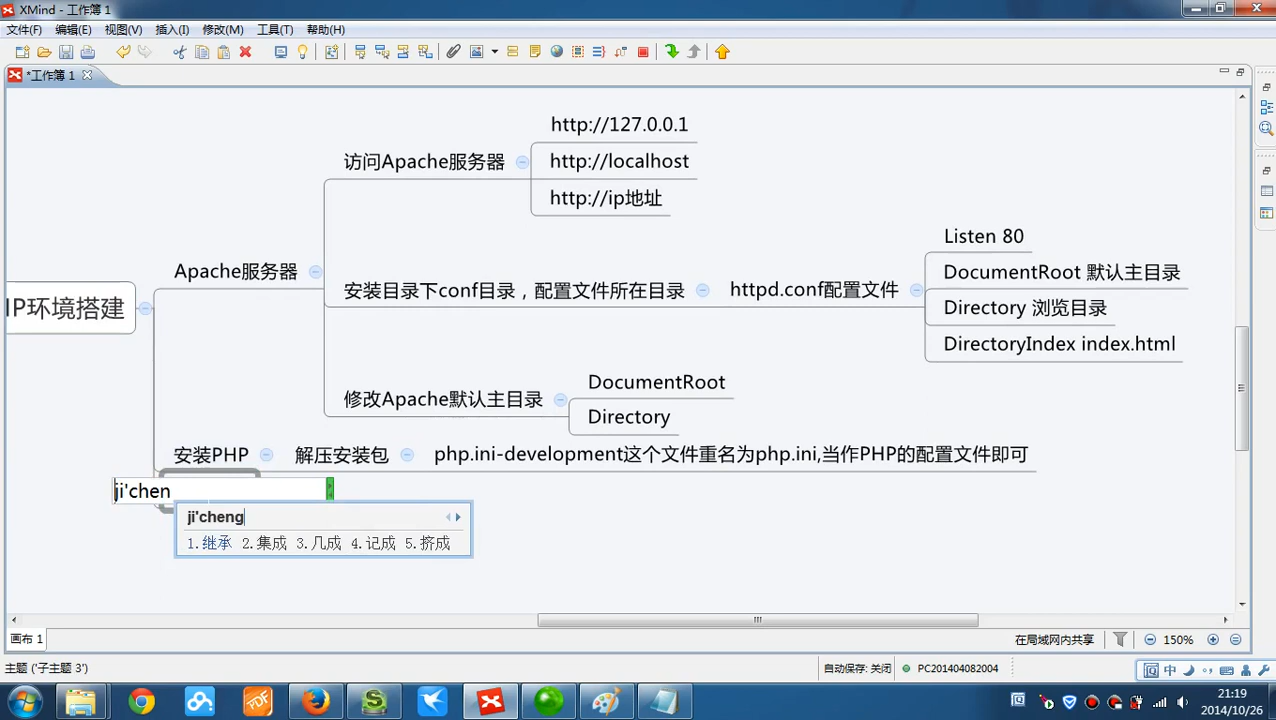 XMind - 工作簿 1
文件(F) 编辑(E) 视图(V) 插入(I) 修改(M) 工具(T) 帮助(H)
*工作簿 1
http://127.0.0.1
访问Apache服务器
http://localhost
http://ip地址
Listen 80
Apache服务器
DocumentRoot 默认主目录
安装目录下conf目录，配置文件所在目录
httpd.conf配置文件
IP环境搭建
Directory 浏览目录
DirectoryIndex index.html
DocumentRoot
修改Apache默认主目录
Directory
安装PHP
解压安装包
php.ini-development这个文件重名为php.ini,当作PHP的配置文件即可
ji'chen
ji'cheng
1.继承 2.集成 3.几成 4.记成 5.挤成
画布 1
在局域网内共享
150%
主题 ('子主题 3')
自动保存: 关闭
PC201404082004
中
PDF
21:19
2014/10/26